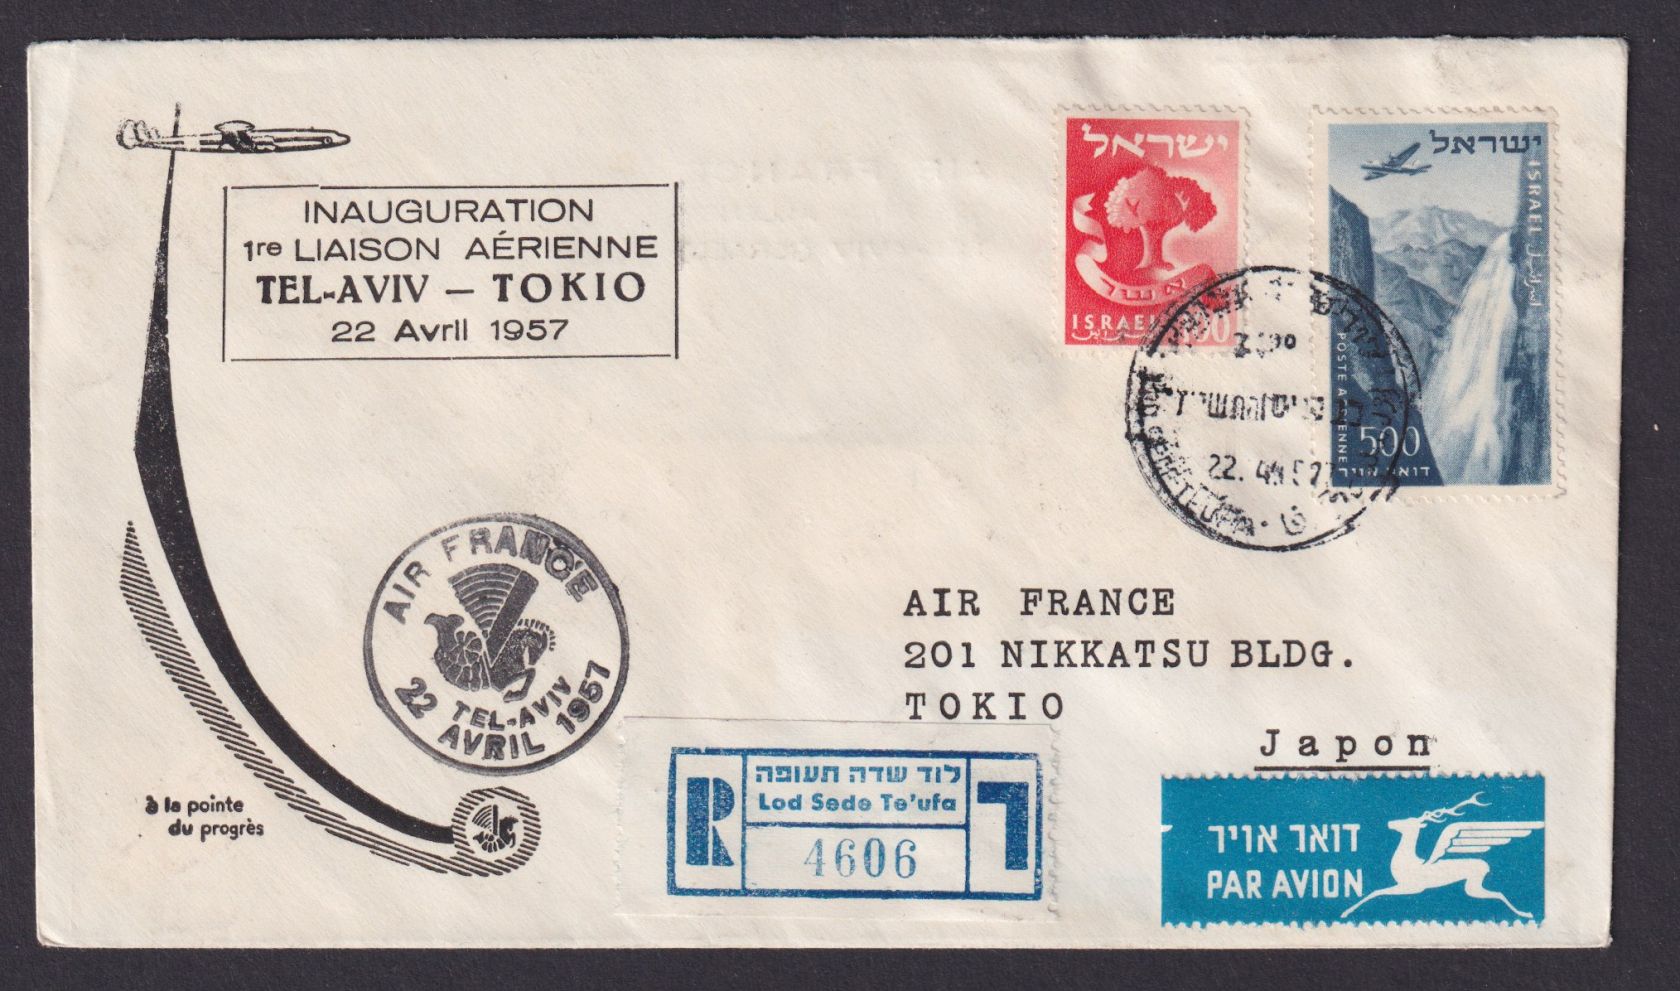 INAUGURATION
1re LIAISON AÉRIENNE
TEL-AVIV — TOKIO
22 Avril 1957
ישראל
אשר
ISRAEL
ישראל
ISRAEL
POSTE AÉRIENNE
500
דואר אויר
22.
AIR FRANCE
TEL-AVIV
22 AVRIL 1957
AIR FRANCE
201 NIKKATSU BLDG.
TOKIO
Japon
à la pointe
du progrès
R
לוד שדה תעופה
Lod Sede Te'ufa
4606
ר
דואר אויר
PAR AVION